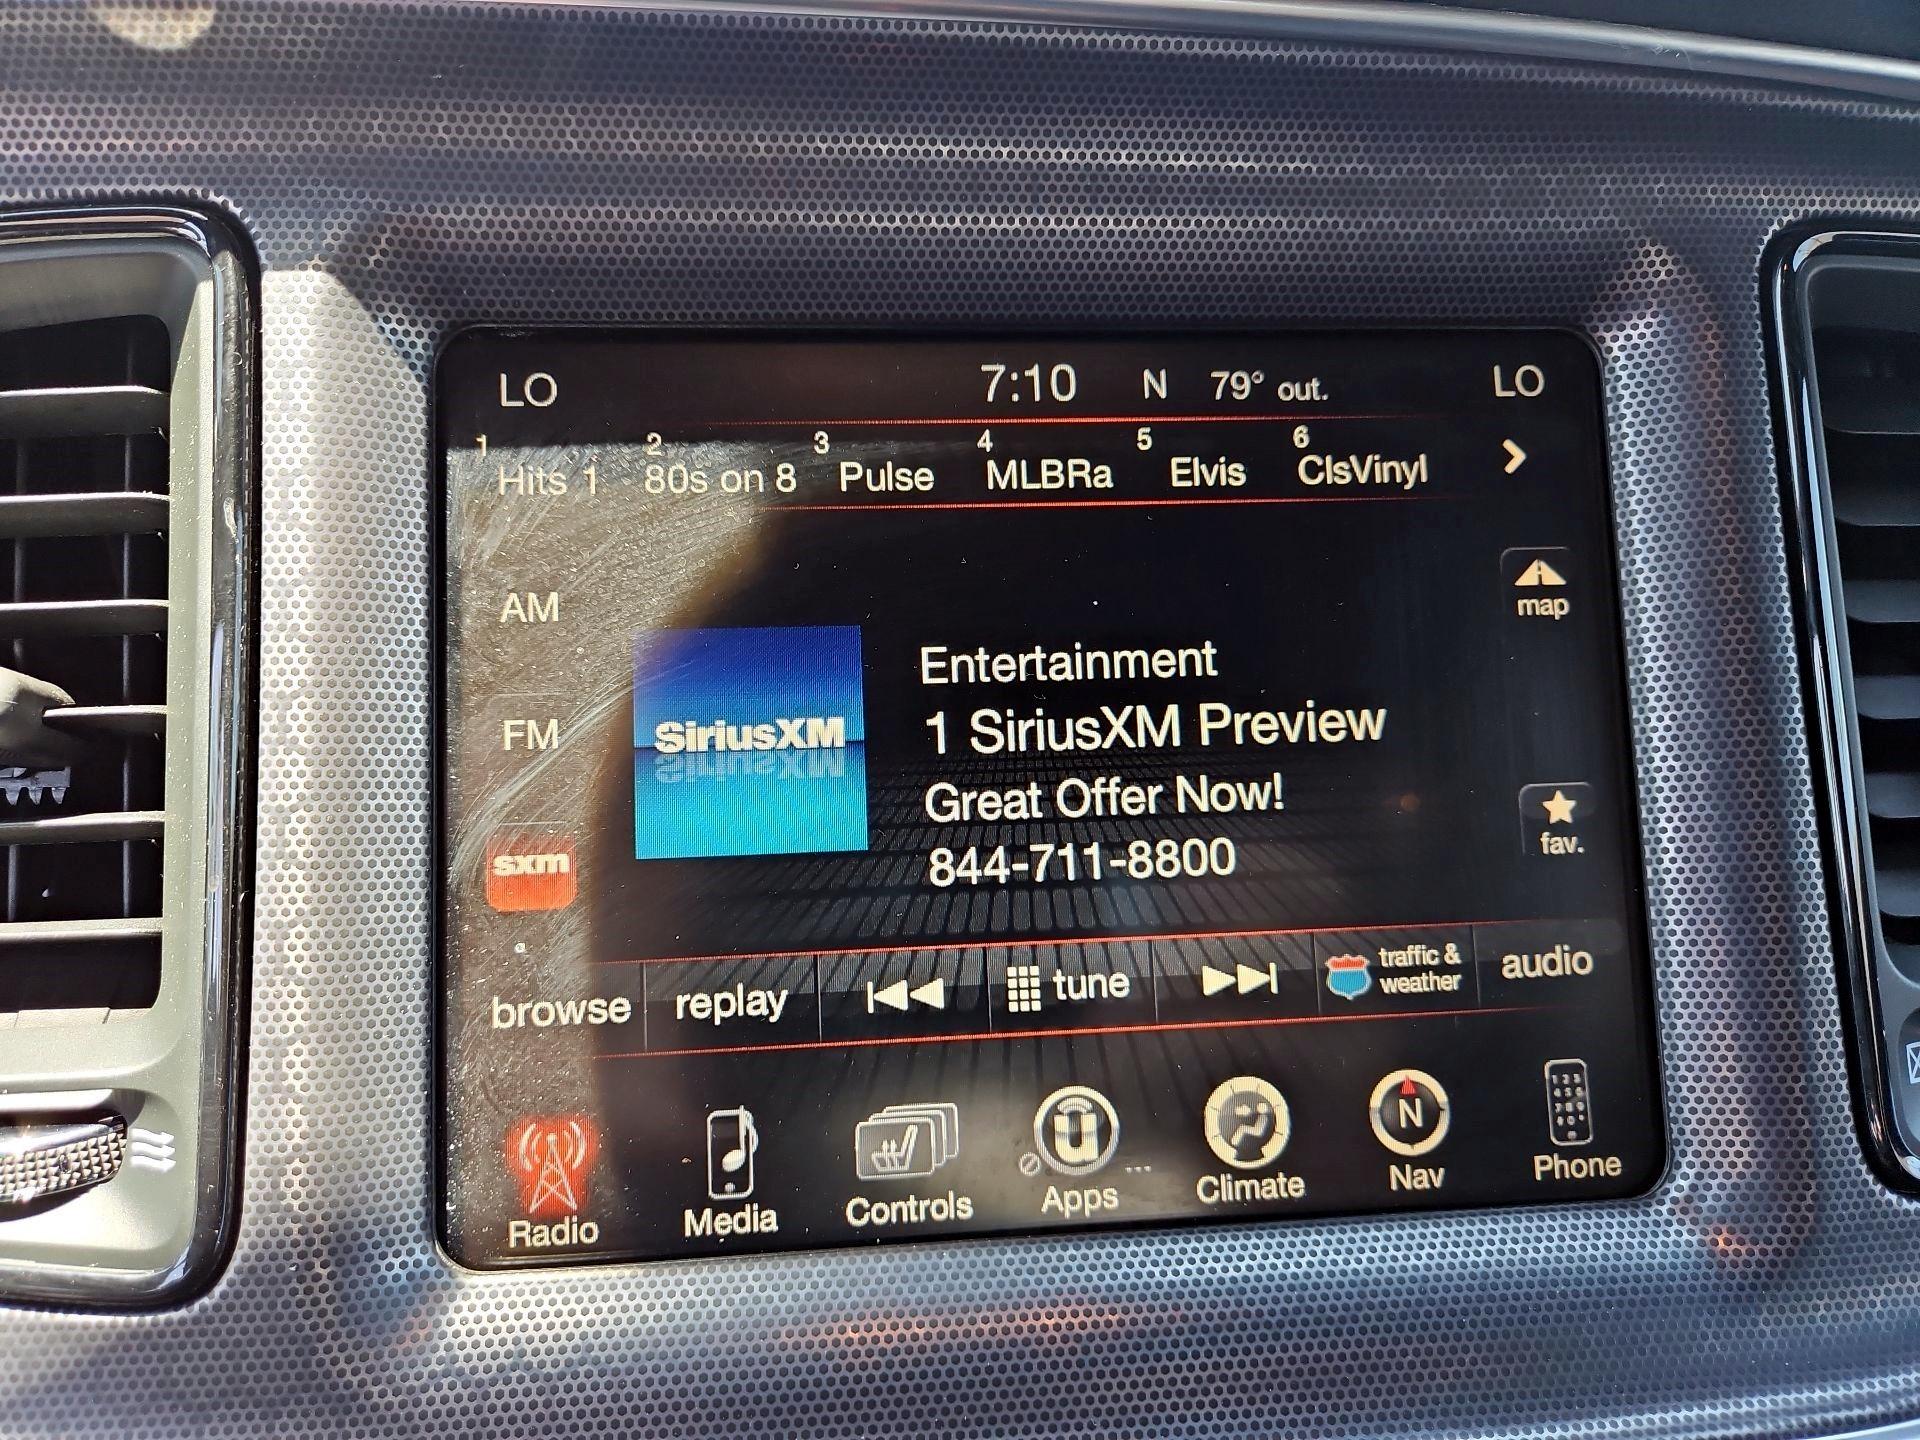 LO 7:10 N 79° out. LO
1 2 3 4 5 6
Hits 1 80s on 8 Pulse MLBRa Elvis ClsVinyl
AM
map
Entertainment
FM
SiriusXM
1 SiriusXM Preview
Great Offer Now!
fav.
sxm
844-711-8800
browse replay tune traffic &
weather audio
N
Radio Media Controls Apps ... Climate Nav Phone